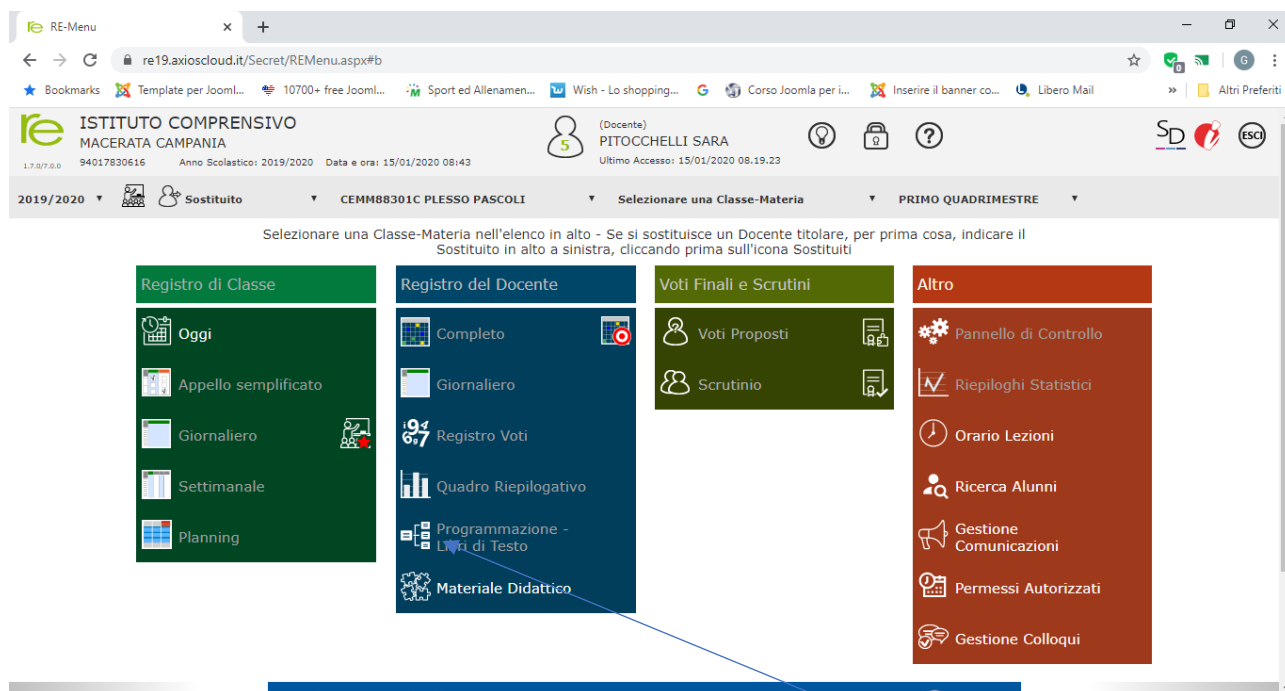 RE-Menu
re19.axioscloud.it/Secret/REMenu.aspx#b
G
Bookmarks Template per Jooml... 10700+ free Jooml... Sport ed Allenamen... Wish - Lo shopping... Corso Joomla per i... Inserire il banner co... Libero Mail » Altri Preferiti
re ISTITUTO COMPRENSIVO
MACERATA CAMPANIA
1.7.0/7.0.0 94017830616 Anno Scolastico: 2019/2020 Data e ora: 15/01/2020 08:43
5
(Docente)
PITOCCHELLI SARA
Ultimo Accesso: 15/01/2020 08.19.23
? SD i ESCI
2019/2020 Sostituito CEMM88301C PLESSO PASCOLI Selezionare una Classe-Materia PRIMO QUADRIMESTRE
Selezionare una Classe-Materia nell'elenco in alto - Se si sostituisce un Docente titolare, per prima cosa, indicare il
Sostituito in alto a sinistra, cliccando prima sull'icona Sostituiti
Registro di Classe
Oggi
Appello semplificato
Giornaliero
Settimanale
Planning
Registro del Docente
Completo
Giornaliero
Registro Voti
Quadro Riepilogativo
Programmazione -
Libri di Testo
Materiale Didattico
Voti Finali e Scrutini
Voti Proposti
Scrutinio
Altro
Pannello di Controllo
Riepiloghi Statistici
Orario Lezioni
Ricerca Alunni
Gestione
Comunicazioni
Permessi Autorizzati
Gestione Colloqui